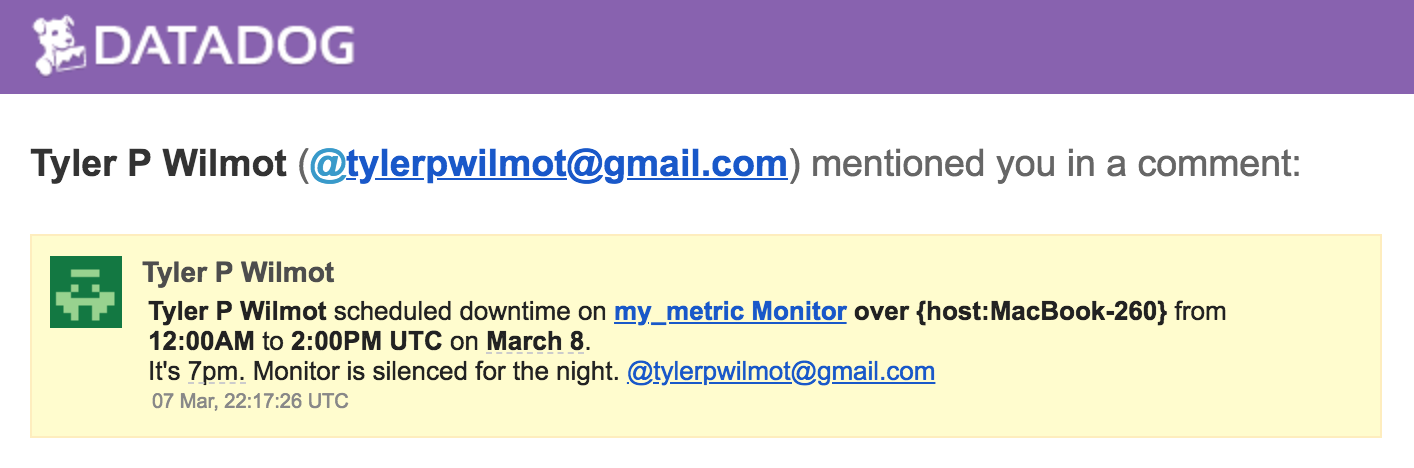 DATADOG
Tyler P Wilmot (@tylerpwilmot@gmail.com) mentioned you in a comment:
Tyler P Wilmot
Tyler P Wilmot scheduled downtime on my_metric Monitor over {host:MacBook-260} from
12:00AM to 2:00PM UTC on March 8.
It's 7pm. Monitor is silenced for the night. @tylerpwilmot@gmail.com
07 Mar, 22:17:26 UTC